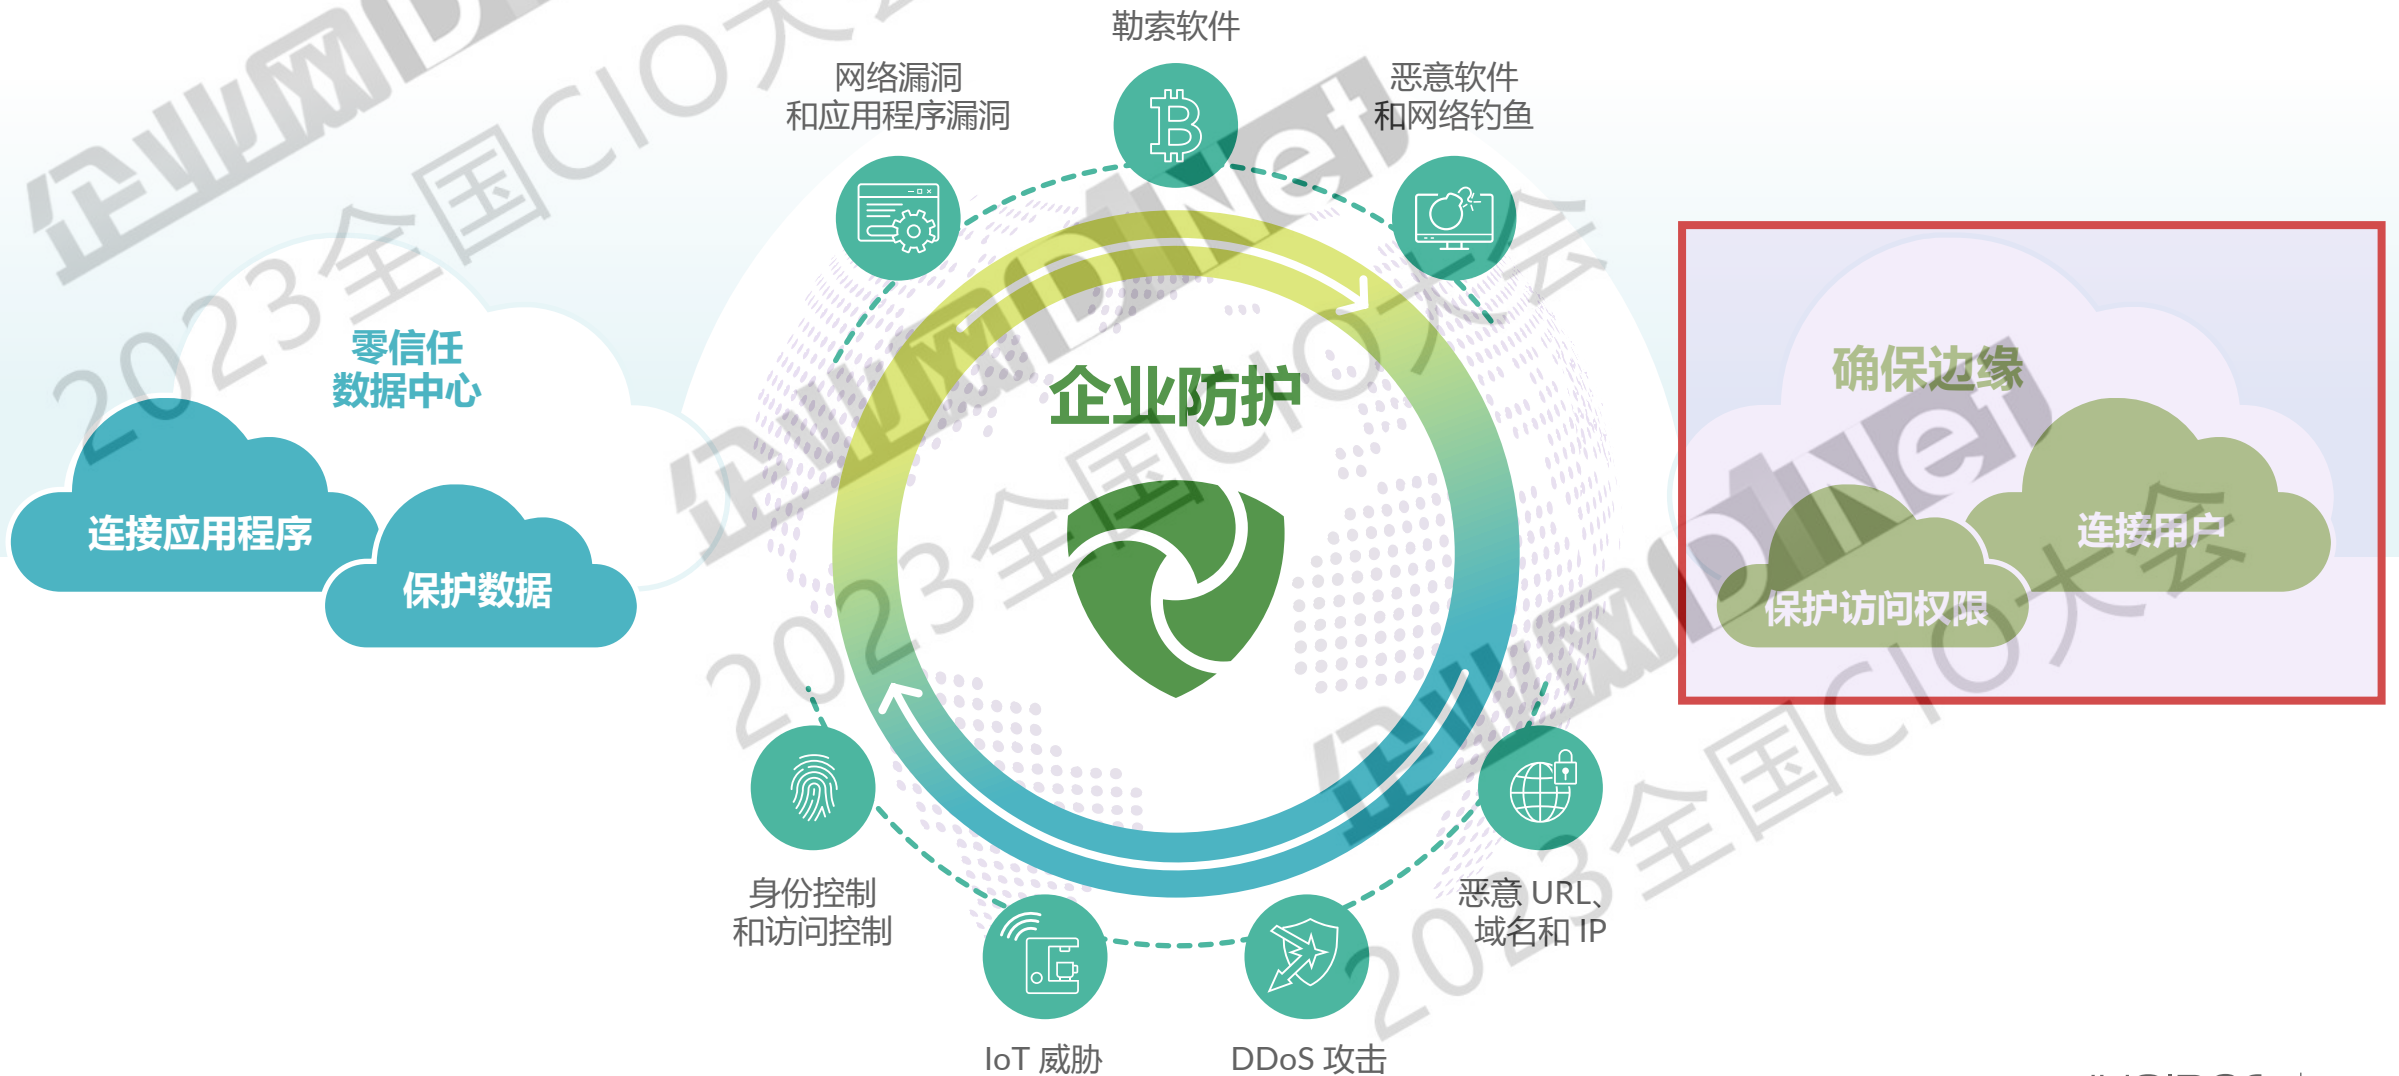 勒索软件
网络漏洞
和应用程序漏洞
恶意软件
和网络钓鱼
零信任
数据中心
连接应用程序
保护数据
企业防护
确保边缘
连接用户
保护访问权限
身份控制
和访问控制
IoT 威胁
DDoS 攻击
恶意 URL、
域名和 IP
企业网D1Net
2023全国CIO大会
企业网D1Net
2023全国CIO大会
企业网D1Net
2023全国CIO大会